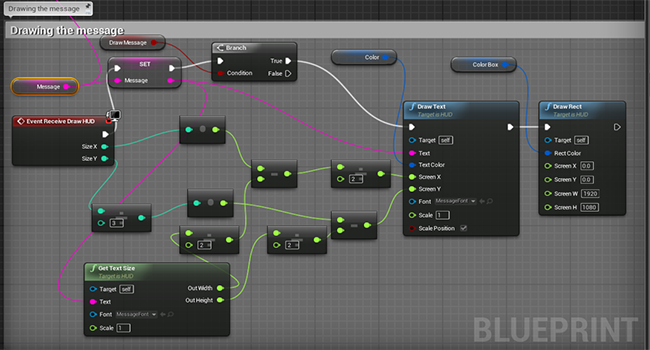 Drawing the message
Drawing the message
Draw Message
Branch
True
Condition
False
SET
Message
Message
Color
Color Box
Event Receive Draw HUD
Size X
Size Y
3
2
2
2
Get Text Size
Target is HUD
Target self
Out Width
Text
Out Height
Font MessageFont
Scale 1
Draw Text
Target is HUD
Target self
Text
Text Color
Screen X
Screen Y
Font MessageFont
Scale 1
Scale Position
Draw Rect
Target is HUD
Target self
Rect Color
Screen X 0.0
Screen Y 0.0
Screen W 1920
Screen H 1080
BLUEPRINT